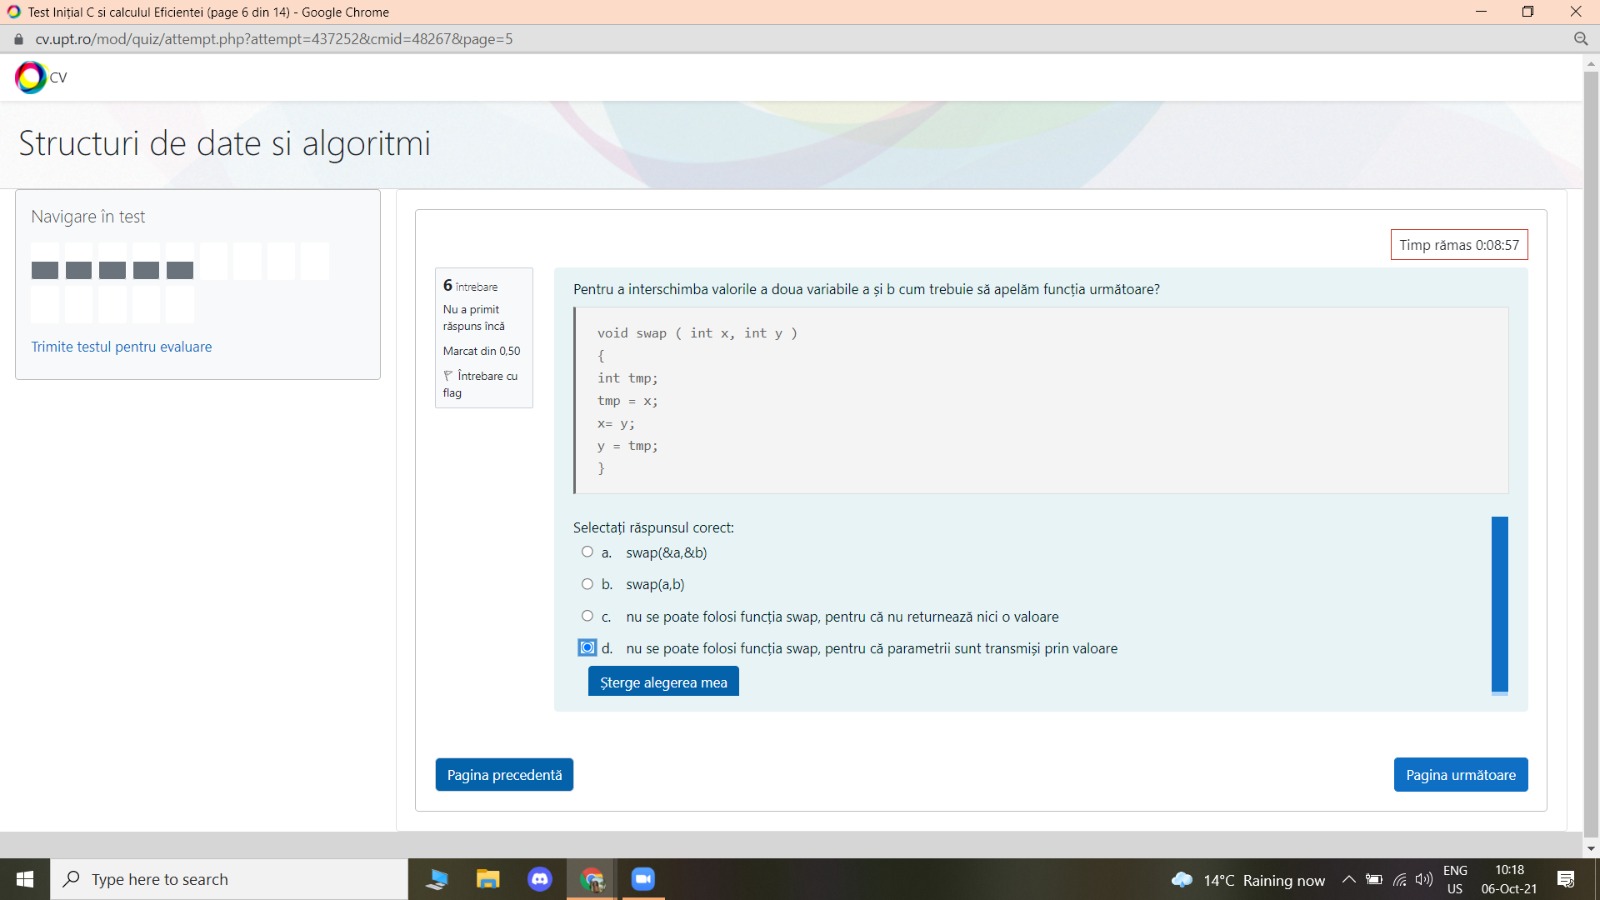 Test Inițial C si calculul Eficientei (page 6 din 14) - Google Chrome
cv.upt.ro/mod/quiz/attempt.php?attempt=437252&cmid=48267&page=5
CV
Structuri de date si algoritmi
Navigare în test
Trimite testul pentru evaluare
Timp rămas 0:08:57
6 întrebare
Nu a primit
răspuns încă
Marcat din 0,50
Întrebare cu
flag
Pentru a interschimba valorile a doua variabile a și b cum trebuie să apelăm funcția următoare?
void swap ( int x, int y )
{
int tmp;
tmp = x;
x= y;
y = tmp;
}
Selectați răspunsul corect:
a. swap(&a,&b)
b. swap(a,b)
c. nu se poate folosi funcția swap, pentru că nu returnează nici o valoare
d. nu se poate folosi funcția swap, pentru că parametrii sunt transmiși prin valoare
Șterge alegerea mea
Pagina precedentă
Pagina următoare
Type here to search
14°C Raining now
ENG
US
10:18
06-Oct-21